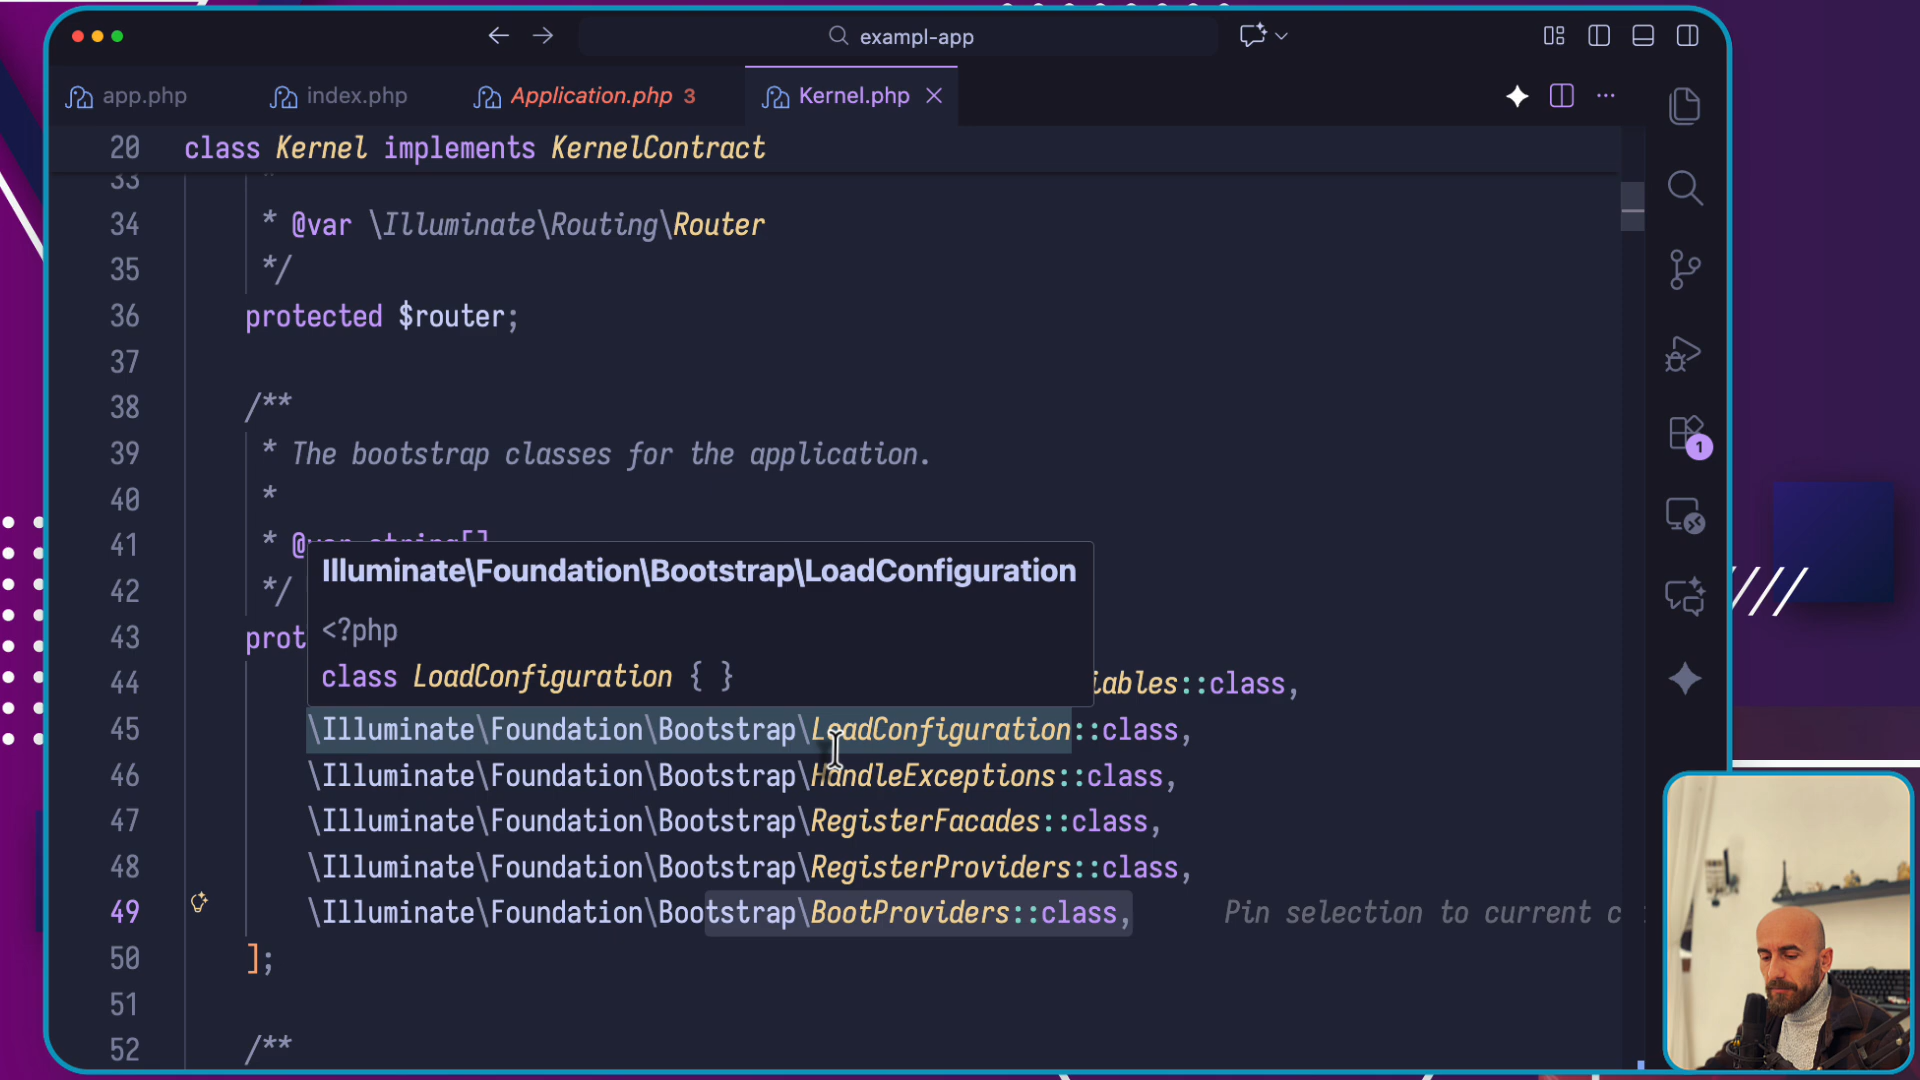 exampl-app
app.php
index.php
Application.php 3
Kernel.php
20 class Kernel implements KernelContract
33 *
34 * @var \Illuminate\Routing\Router
35 */
36 protected $router;
37
38 /**
39 * The bootstrap classes for the application.
40 *
41 * @var string[]
42 */
Illuminate\Foundation\Bootstrap\LoadConfiguration
<?php
class LoadConfiguration { }
43 prot
44 iables::class,
45 \Illuminate\Foundation\Bootstrap\LoadConfiguration::class,
46 \Illuminate\Foundation\Bootstrap\HandleExceptions::class,
47 \Illuminate\Foundation\Bootstrap\RegisterFacades::class,
48 \Illuminate\Foundation\Bootstrap\RegisterProviders::class,
49 \Illuminate\Foundation\Bootstrap\BootProviders::class, Pin selection to current c
50 ];
51
52 /**
1